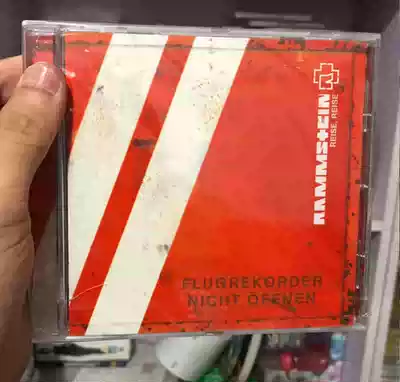 RAMMSTEIN
REISE, REISE
FLUGREKORDER
NICHT ÖFFNEN